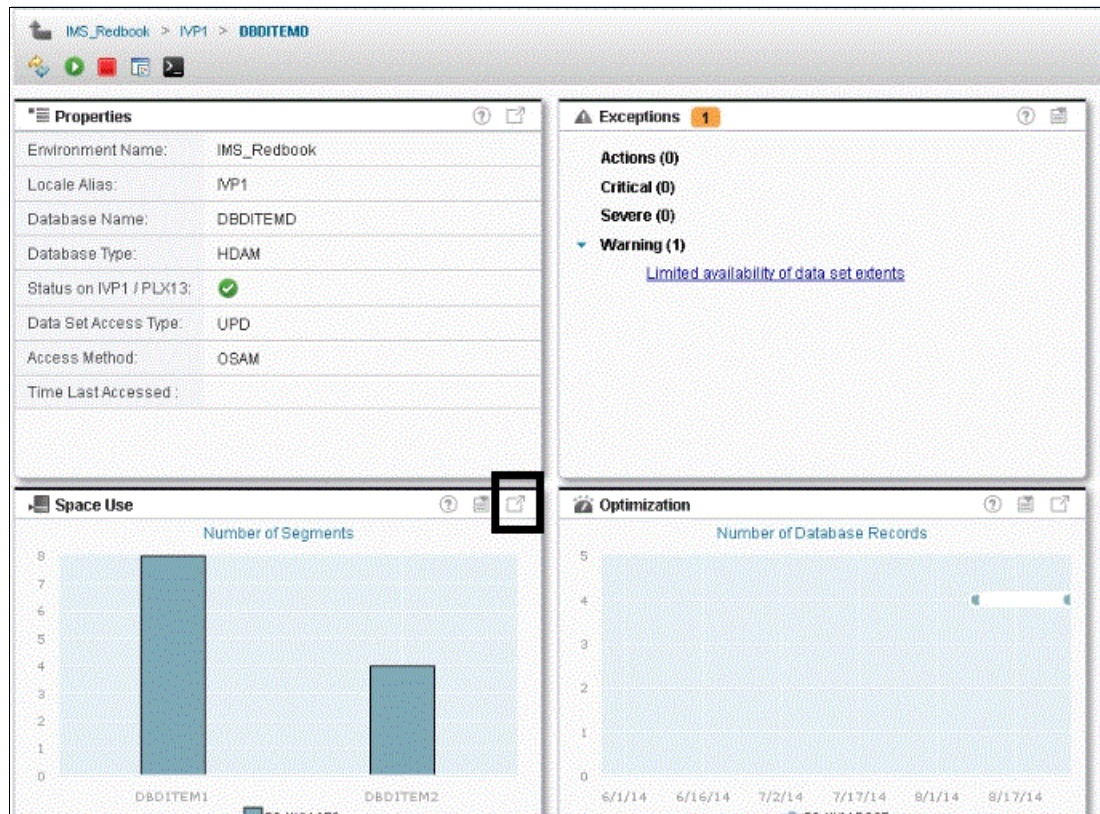 IMS_Redbook > IVP1 > DBDITEMD
Properties
Environment Name: IMS_Redbook
Locale Alias: IVP1
Database Name: DBDITEMD
Database Type: HDAM
Status on IVP1 / PLX13:
Data Set Access Type: UPD
Access Method: OSAM
Time Last Accessed :
Exceptions 1
Actions (0)
Critical (0)
Severe (0)
Warning (1)
Limited availability of data set extents
Space Use
Number of Segments
8
7
6
5
4
3
2
1
0
DBDITEM1 DBDITEM2
Optimization
Number of Database Records
5
4
3
2
1
0
6/1/14 6/16/14 7/2/14 7/17/14 8/1/14 8/17/14